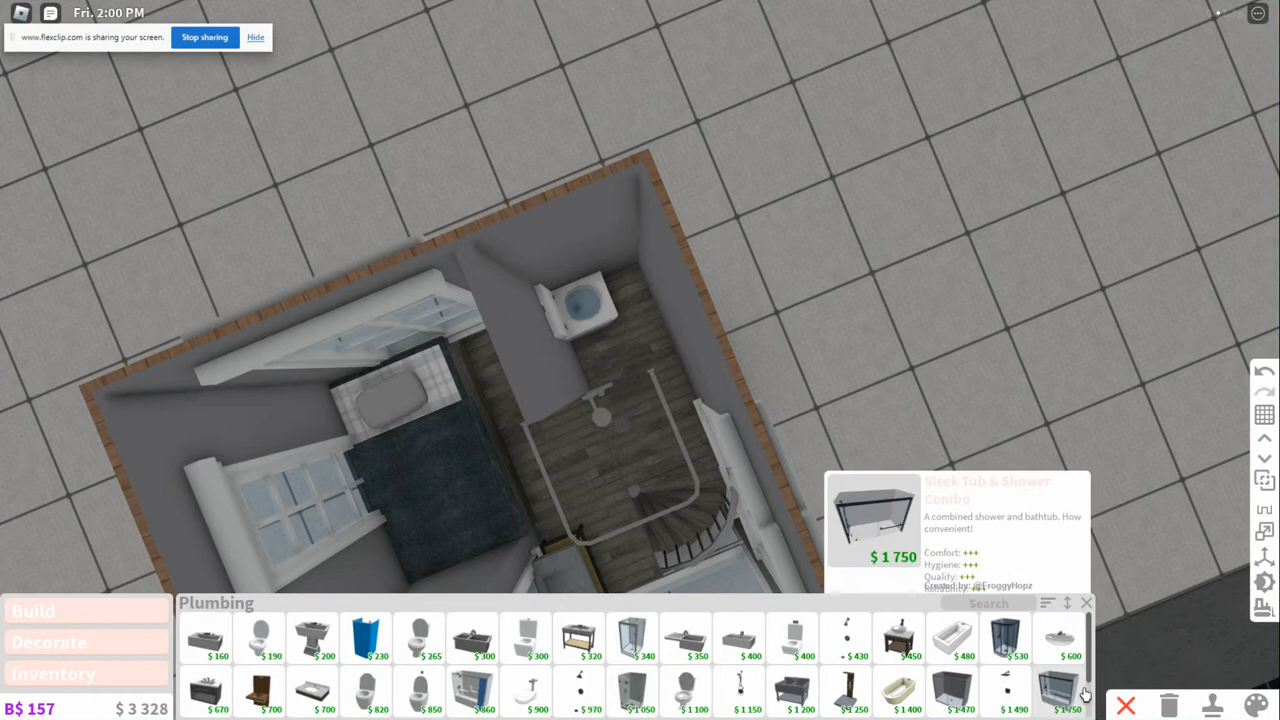 Fri. 2:00 PM
www.flexclip.com is sharing your screen.
Stop sharing
Hide
Sleek Tub & Shower
Combo
A combined shower and bathtub. How
convenient!
$ 1 750
Comfort: +++
Hygiene: +++
Quality: +++
Created by: @FroggyHopz
Build
Decorate
Inventory
B$ 157
$ 3 328
Plumbing
Search
$ 160
$ 190
$ 200
$ 230
$ 265
$ 300
$ 300
$ 320
$ 340
$ 350
$ 400
$ 400
$ 430
$ 450
$ 480
$ 530
$ 600
$ 670
$ 700
$ 700
$ 820
$ 850
$ 860
$ 900
$ 970
$ 1 050
$ 1 100
$ 1 150
$ 1 200
$ 1 250
$ 1 400
$ 1 470
$ 1 490
$ 1 750